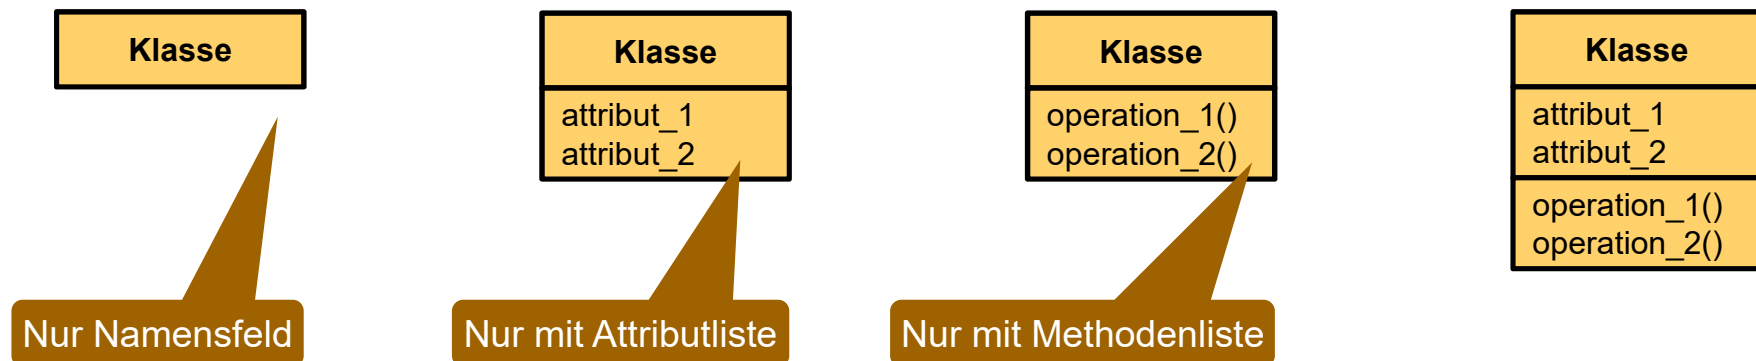 Klasse
Nur Namensfeld
Klasse
attribut_1
attribut_2
Nur mit Attributliste
Klasse
operation_1()
operation_2()
Nur mit Methodenliste
Klasse
attribut_1
attribut_2
operation_1()
operation_2()